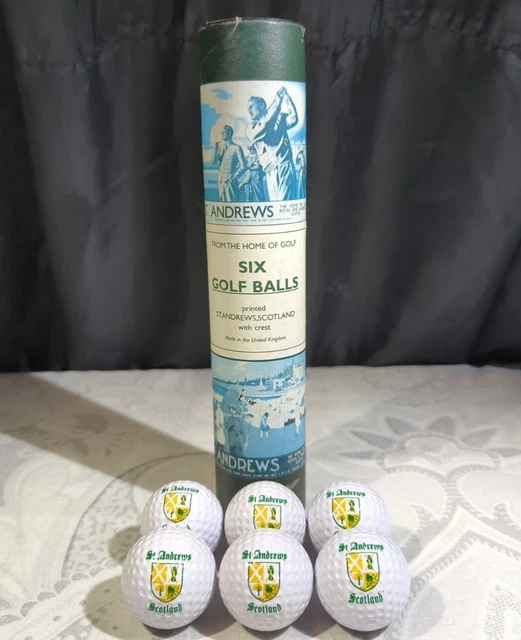 ST ANDREWS
FROM THE HOME OF GOLF
SIX
GOLF BALLS
printed
ST.ANDREWS,SCOTLAND
with crest
Made in the United Kingdom
ANDREWS
St Andrews
St Andrews
St Andrews
St Andrews
Scotland
St Andrews
Scotland
St Andrews
Scotland